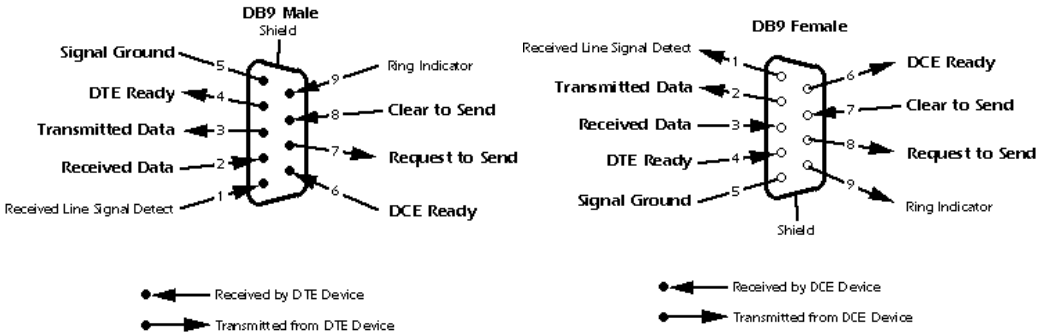 DB9 Male
Shield
Signal Ground
5
9
Ring Indicator
DTE Ready
4
8
Clear to Send
Transmitted Data
3
7
Request to Send
Received Data
2
6
DCE Ready
Received Line Signal Detect
1
Received by DTE Device
Transmitted from DTE Device
DB9 Female
Received Line Signal Detect
1
6
DCE Ready
Transmitted Data
2
7
Clear to Send
Received Data
3
8
Request to Send
DTE Ready
4
9
Ring Indicator
Signal Ground
5
Shield
Received by DCE Device
Transmitted from DCE Device